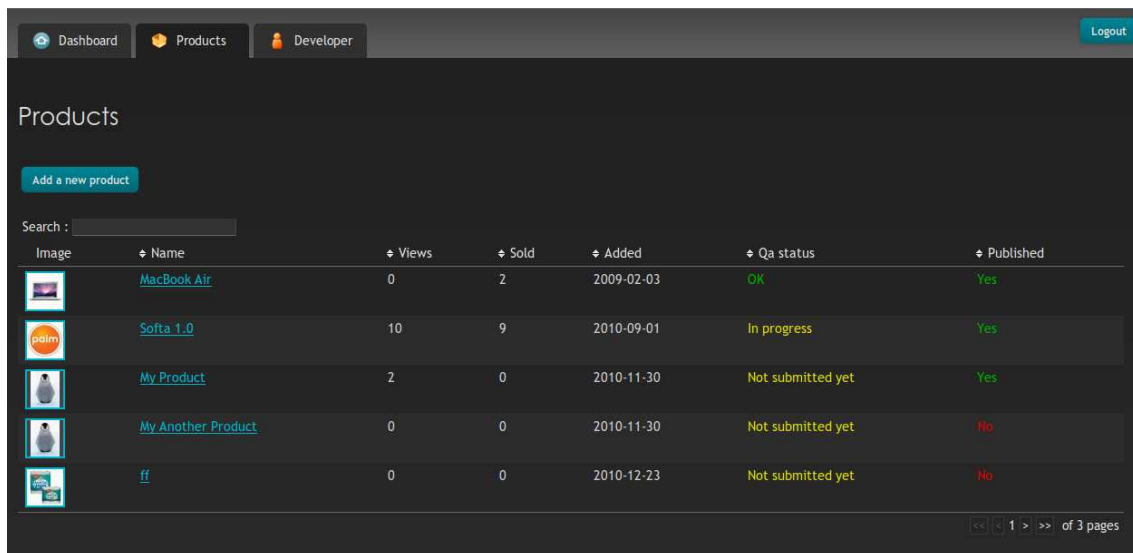 Dashboard Products Developer Logout
Products
Add a new product
Search :
Image Name Views Sold Added Qa status Published
MacBook Air 0 2 2009-02-03 OK Yes
palm Softa 1.0 10 9 2010-09-01 In progress Yes
My Product 2 0 2010-11-30 Not submitted yet Yes
My Another Product 0 0 2010-11-30 Not submitted yet No
ff 0 0 2010-12-23 Not submitted yet No
<< < 1 > >> of 3 pages